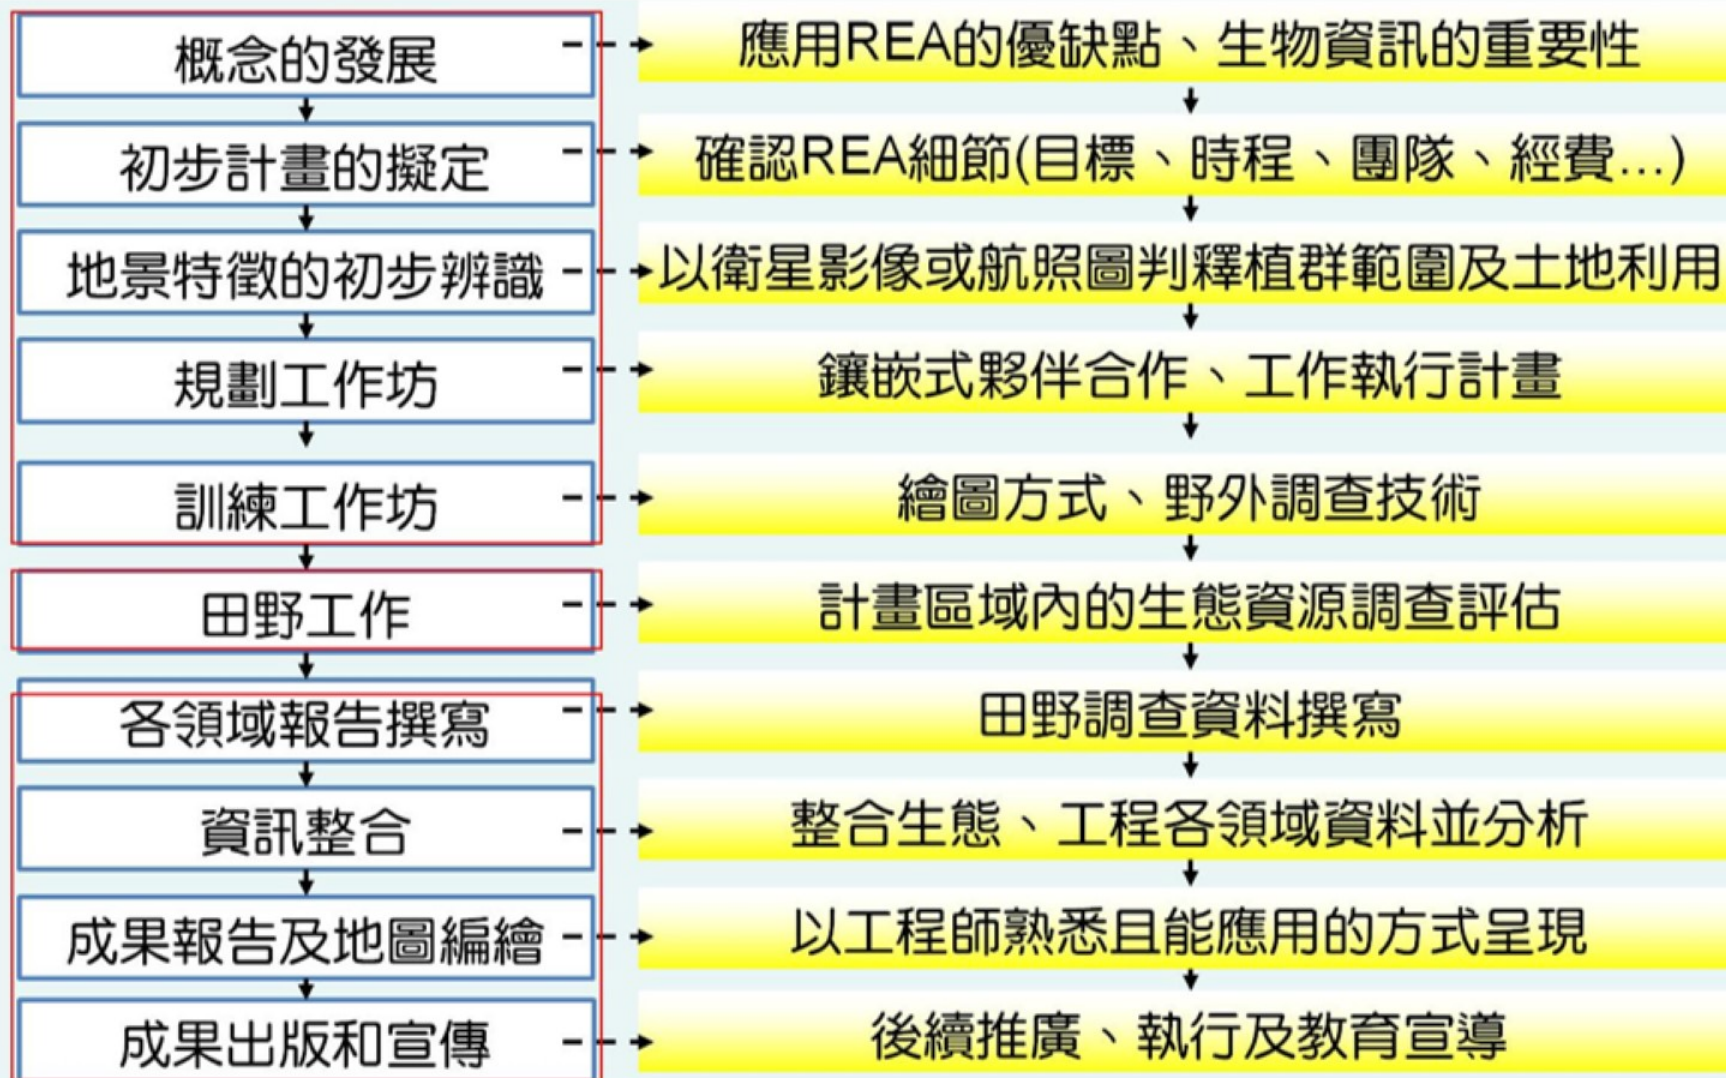 概念的發展
應用REA的優缺點、生物資訊的重要性
初步計畫的擬定
確認REA細節(目標、時程、團隊、經費...)
地景特徵的初步辨識
以衛星影像或航照圖判釋植群範圍及土地利用
規劃工作坊
鑲嵌式夥伴合作、工作執行計畫
訓練工作坊
繪圖方式、野外調查技術
田野工作
計畫區域內的生態資源調查評估
各領域報告撰寫
田野調查資料撰寫
資訊整合
整合生態、工程各領域資料並分析
成果報告及地圖編繪
以工程師熟悉且能應用的方式呈現
成果出版和宣傳
後續推廣、執行及教育宣導